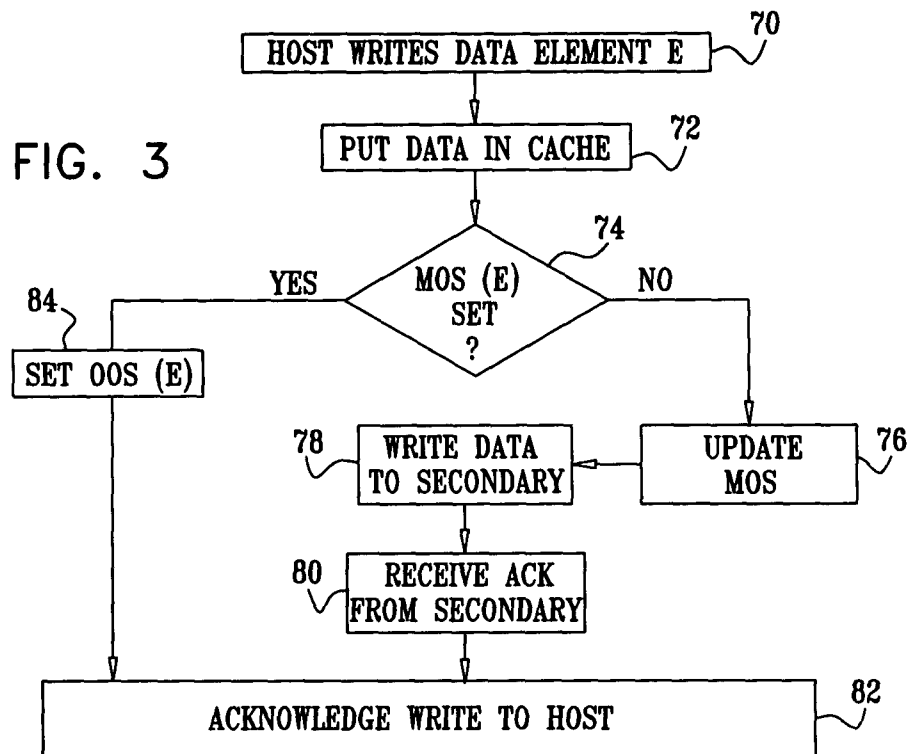 70
HOST WRITES DATA ELEMENT E
72
PUT DATA IN CACHE
FIG. 3
74
MOS (E)
SET
?
YES
NO
84
SET OOS (E)
78
WRITE DATA
TO SECONDARY
UPDATE
MOS
76
80
RECEIVE ACK
FROM SECONDARY
82
ACKNOWLEDGE WRITE TO HOST